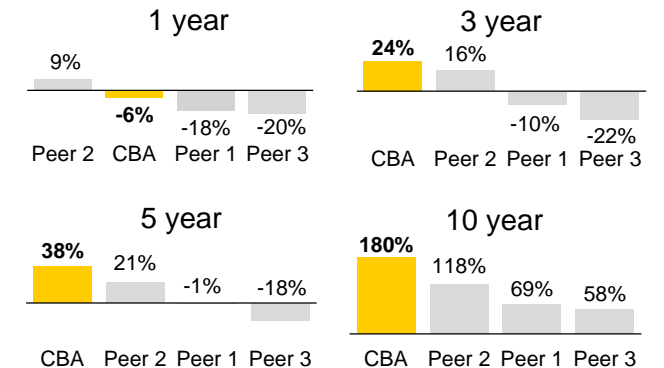 1 year
9%
-6%
-18%
-20%
Peer 2 CBA Peer 1 Peer 3
3 year
24%
16%
-10%
-22%
CBA Peer 2 Peer 1 Peer 3
5 year
38%
21%
-1%
-18%
CBA Peer 2 Peer 1 Peer 3
10 year
180%
118%
69%
58%
CBA Peer 2 Peer 1 Peer 3